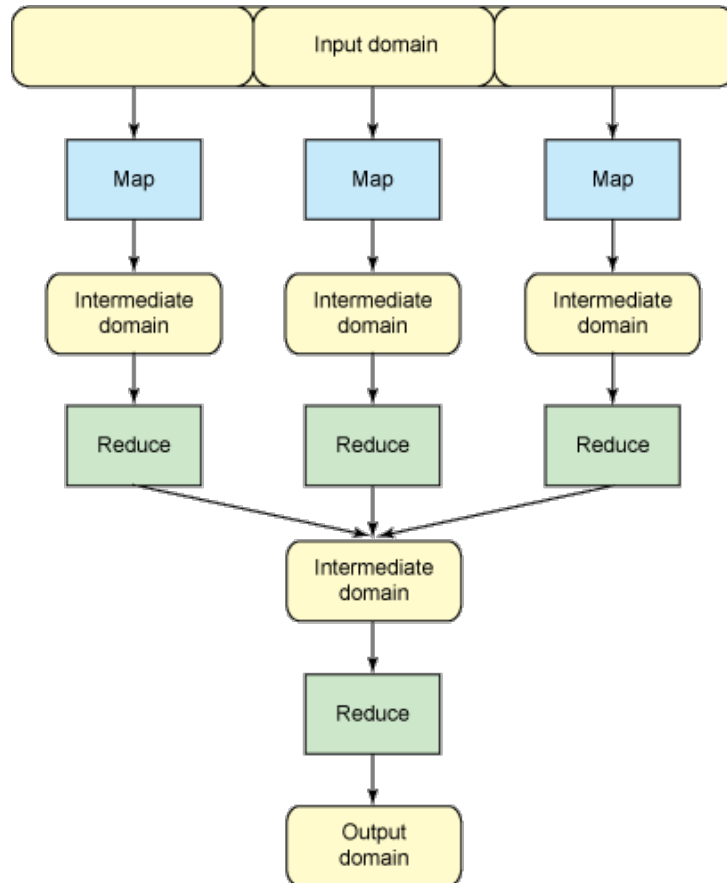 Input domain
Map
Map
Map
Intermediate
domain
Intermediate
domain
Intermediate
domain
Reduce
Reduce
Reduce
Intermediate
domain
Reduce
Output
domain